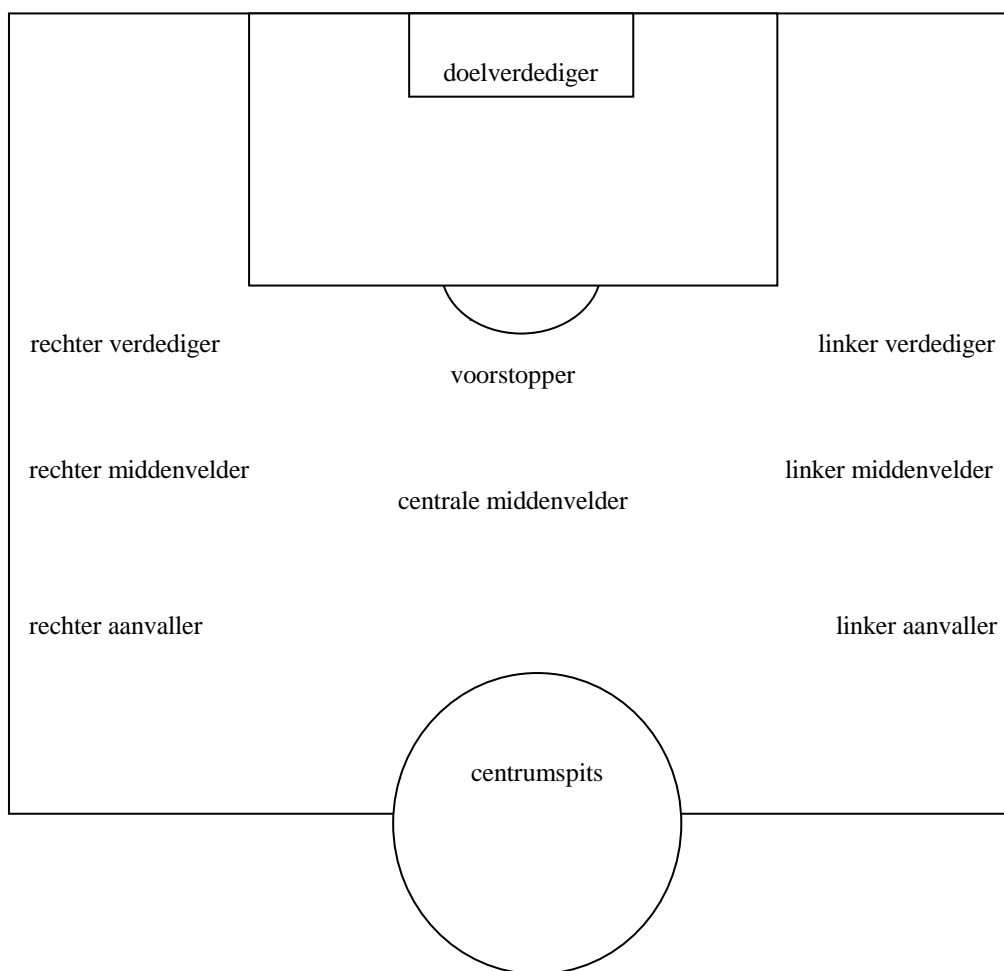 doelverdediger
rechter verdediger
linker verdediger
voorstopper
rechter middenvelder
linker middenvelder
centrale middenvelder
rechter aanvaller
linker aanvaller
centrumspits